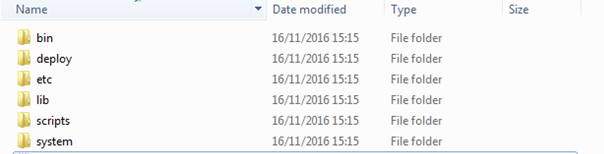 Name Date modified Type Size
bin 16/11/2016 15:15 File folder
deploy 16/11/2016 15:15 File folder
etc 16/11/2016 15:15 File folder
lib 16/11/2016 15:15 File folder
scripts 16/11/2016 15:15 File folder
system 16/11/2016 15:15 File folder